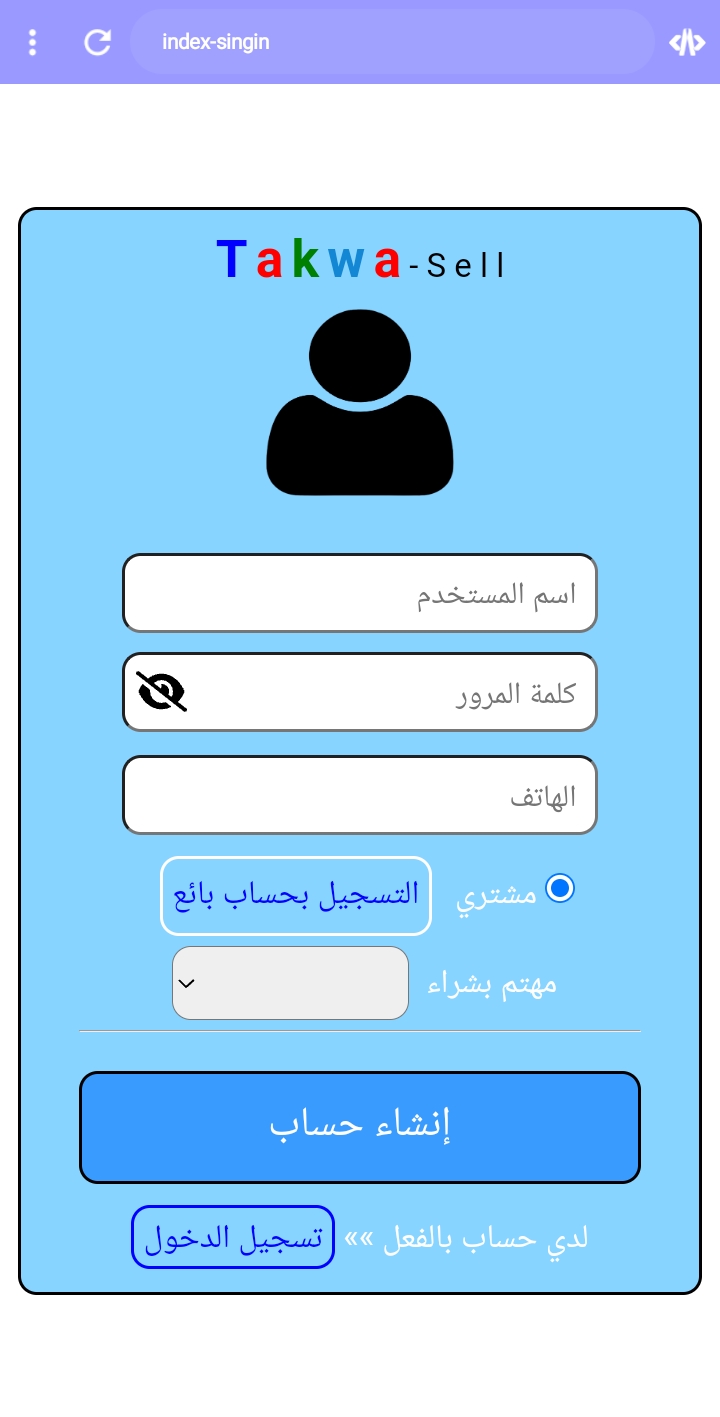 index-singin
Takwa-Sell
اسم المستخدم
كلمة المرور
الهاتف
مشتري التسجيل بحساب بائع
مهتم بشراء
إنشاء حساب
لدي حساب بالفعل »» تسجيل الدخول